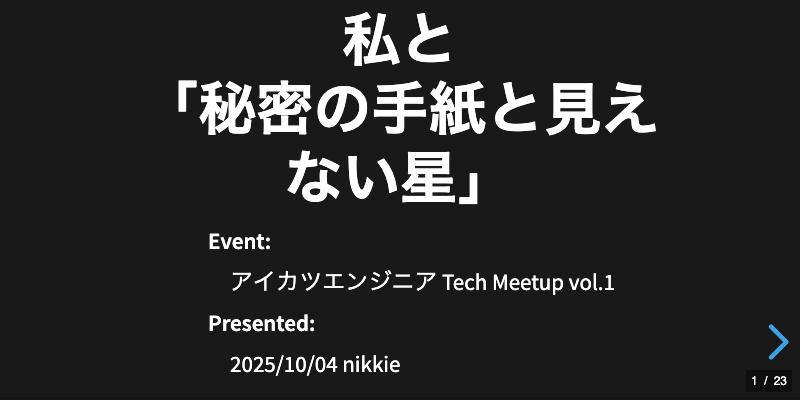 私と
「秘密の手紙と見え
ない星」
Event:
アイカツエンジニア Tech Meetup vol.1
Presented:
2025/10/04 nikkie
1 / 23